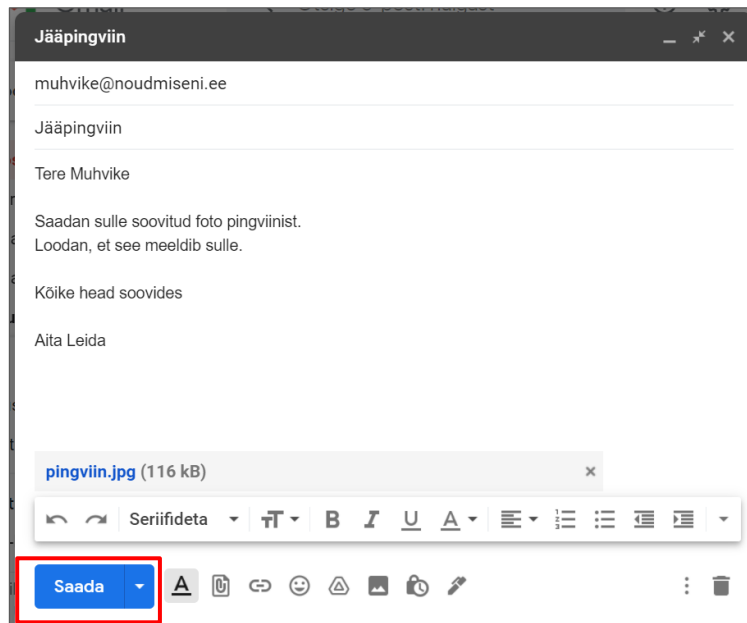 Jääpingviin
muhvike@noudmiseni.ee
Jääpingviin
Tere Muhvike
Saadan sulle soovitud foto pingviinist.
Loodan, et see meeldib sulle.
Kõike head soovides
Aita Leida
pingviin.jpg (116 kB)
Seriifideta
Saada